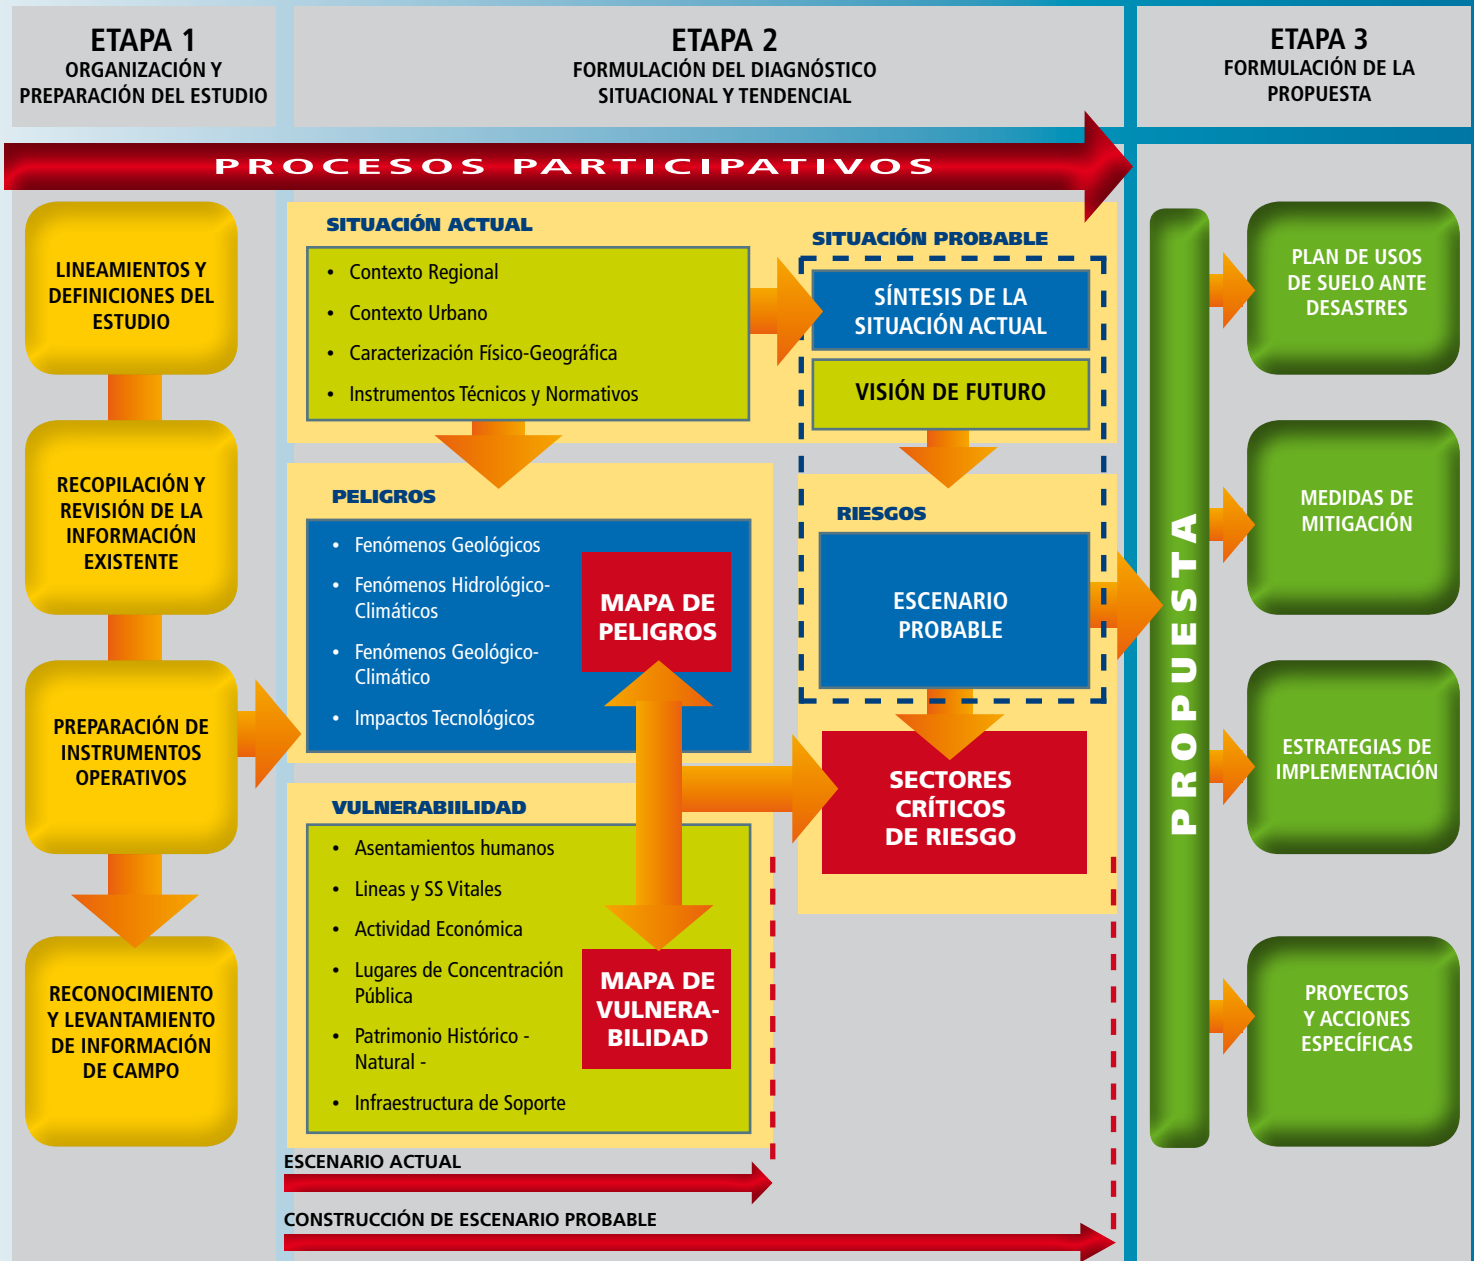 ETAPA 1
ORGANIZACIÓN Y
PREPARACIÓN DEL ESTUDIO
ETAPA 2
FORMULACIÓN DEL DIAGNÓSTICO
SITUACIONAL Y TENDENCIAL
ETAPA 3
FORMULACIÓN DE LA
PROPUESTA
PROCESOS PARTICIPATIVOS
LINEAMIENTOS Y
DEFINICIONES DEL
ESTUDIO
RECOPILACIÓN Y
REVISIÓN DE LA
INFORMACIÓN
EXISTENTE
PREPARACIÓN DE
INSTRUMENTOS
OPERATIVOS
RECONOCIMIENTO
Y LEVANTAMIENTO
DE INFORMACIÓN
DE CAMPO
SITUACIÓN ACTUAL
• Contexto Regional
• Contexto Urbano
• Caracterización Físico-Geográfica
• Instrumentos Técnicos y Normativos
PELIGROS
• Fenómenos Geológicos
• Fenómenos Hidrológico-
Climáticos
• Fenómenos Geológico-
Climático
• Impactos Tecnológicos
MAPA DE
PELIGROS
VULNERABIILIDAD
• Asentamientos humanos
• Lineas y SS Vitales
• Actividad Económica
• Lugares de Concentración
Pública
• Patrimonio Histórico -
Natural -
• Infraestructura de Soporte
MAPA DE
VULNERA-
BILIDAD
SITUACIÓN PROBABLE
SÍNTESIS DE LA
SITUACIÓN ACTUAL
VISIÓN DE FUTURO
RIESGOS
ESCENARIO
PROBABLE
SECTORES
CRÍTICOS
DE RIESGO
ESCENARIO ACTUAL
CONSTRUCCIÓN DE ESCENARIO PROBABLE
PROPUESTA
PLAN DE USOS
DE SUELO ANTE
DESASTRES
MEDIDAS DE
MITIGACIÓN
ESTRATEGIAS DE
IMPLEMENTACIÓN
PROYECTOS
Y ACCIONES
ESPECÍFICAS